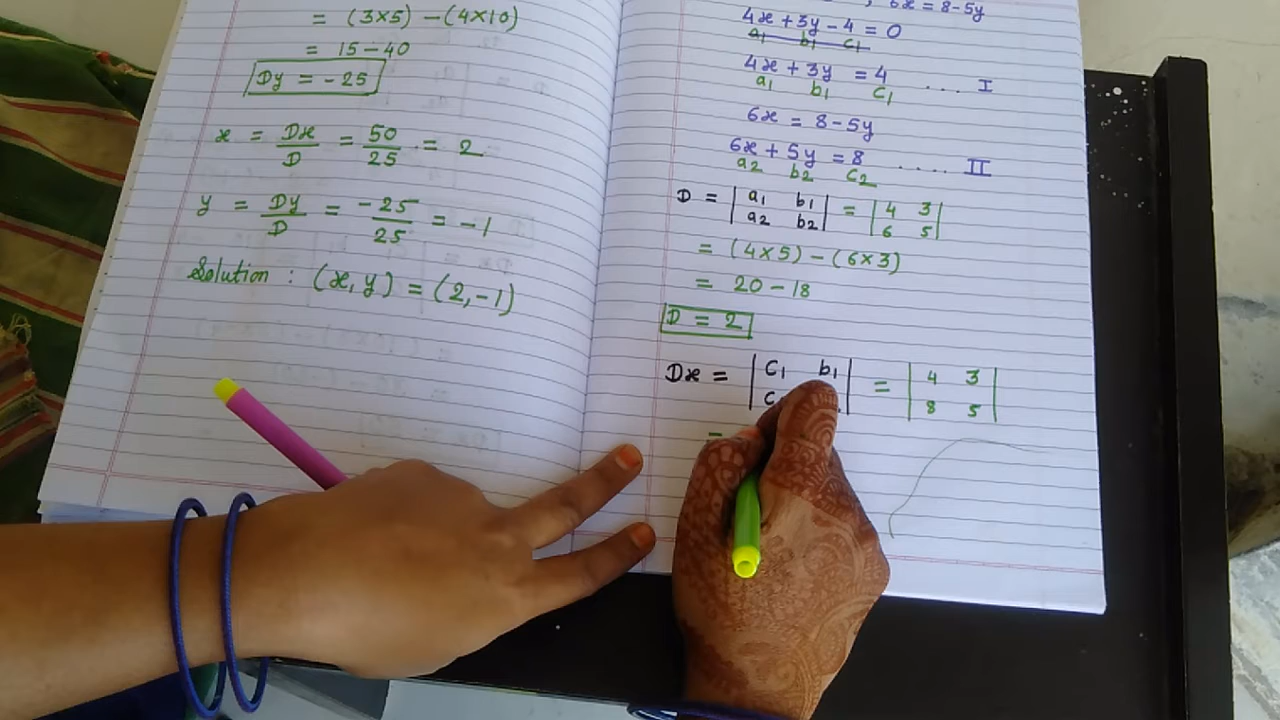 = (3×5) - (4×10)
= 15 - 40
Dy = -25
x = Dx/D = 50/25 = 2
y = Dy/D = -25/25 = -1
Solution : (x, y) = (2, -1)
6x = 8-5y
4x + 3y - 4 = 0
a1 b1 c1
4x + 3y = 4 .... I
a1 b1 c1
6x = 8 - 5y
6x + 5y = 8 .... II
a2 b2 c2
D = | a1 b1 | = | 4 3 |
| a2 b2 | | 6 5 |
= (4×5) - (6×3)
= 20 - 18
D = 2
Dx = | c1 b1 | = | 4 3 |
| c | | 8 5 |
=